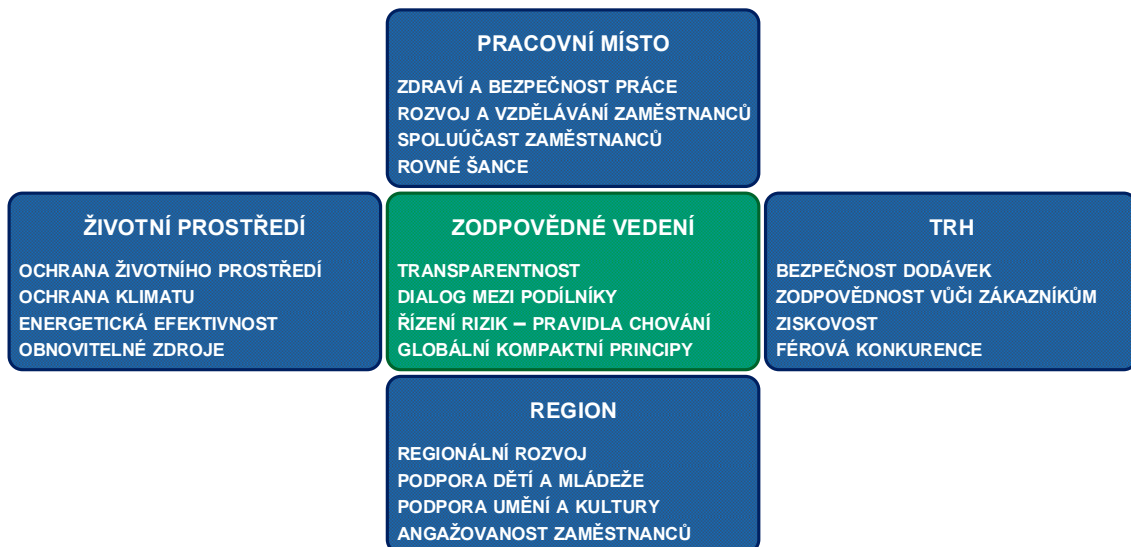 PRACOVNÍ MÍSTO
ZDRAVÍ A BEZPEČNOST PRÁCE
ROZVOJ A VZDĚLÁVÁNÍ ZAMĚSTNANCŮ
SPOLUÚČAST ZAMĚSTNANCŮ
ROVNÉ ŠANCE
ŽIVOTNÍ PROSTŘEDÍ
OCHRANA ŽIVOTNÍHO PROSTŘEDÍ
OCHRANA KLIMATU
ENERGETICKÁ EFEKTIVNOST
OBNOVITELNÉ ZDROJE
ZODPOVĚDNÉ VEDENÍ
TRANSPARENTNOST
DIALOG MEZI PODÍLNÍKY
ŘÍZENÍ RIZIK – PRAVIDLA CHOVÁNÍ
GLOBÁLNÍ KOMPAKTNÍ PRINCIPY
TRH
BEZPEČNOST DODÁVEK
ZODPOVĚDNOST VŮČI ZÁKAZNÍKŮM
ZISKOVOST
FÉROVÁ KONKURENCE
REGION
REGIONÁLNÍ ROZVOJ
PODPORA DĚTÍ A MLÁDEŽE
PODPORA UMĚNÍ A KULTURY
ANGAŽOVANOST ZAMĚSTNANCŮ